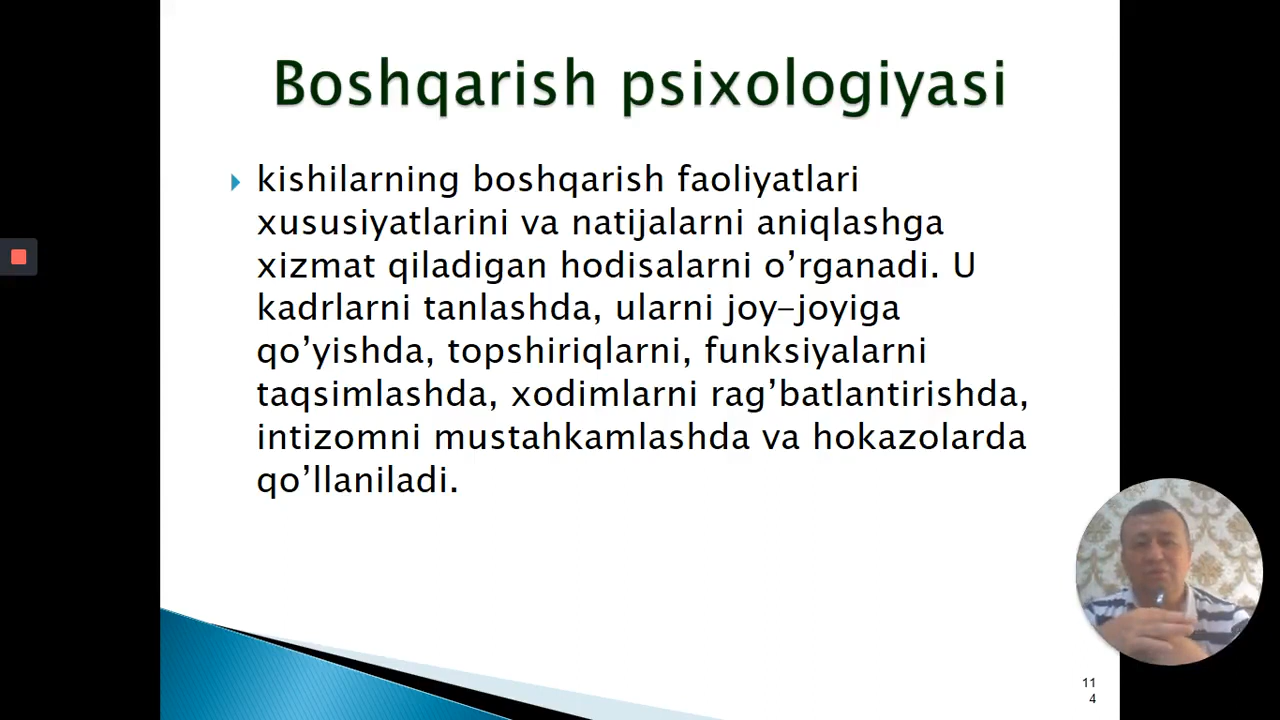 Boshqarish psixologiyasi
kishilarning boshqarish faoliyatlari
xususiyatlarini va natijalarni aniqlashga
xizmat qiladigan hodisalarni o’rganadi. U
kadrlarni tanlashda, ularni joy-joyiga
qo’yishda, topshiriqlarni, funksiyalarni
taqsimlashda, xodimlarni rag’batlantirishda,
intizomni mustahkamlashda va hokazolarda
qo’llaniladi.
11
4